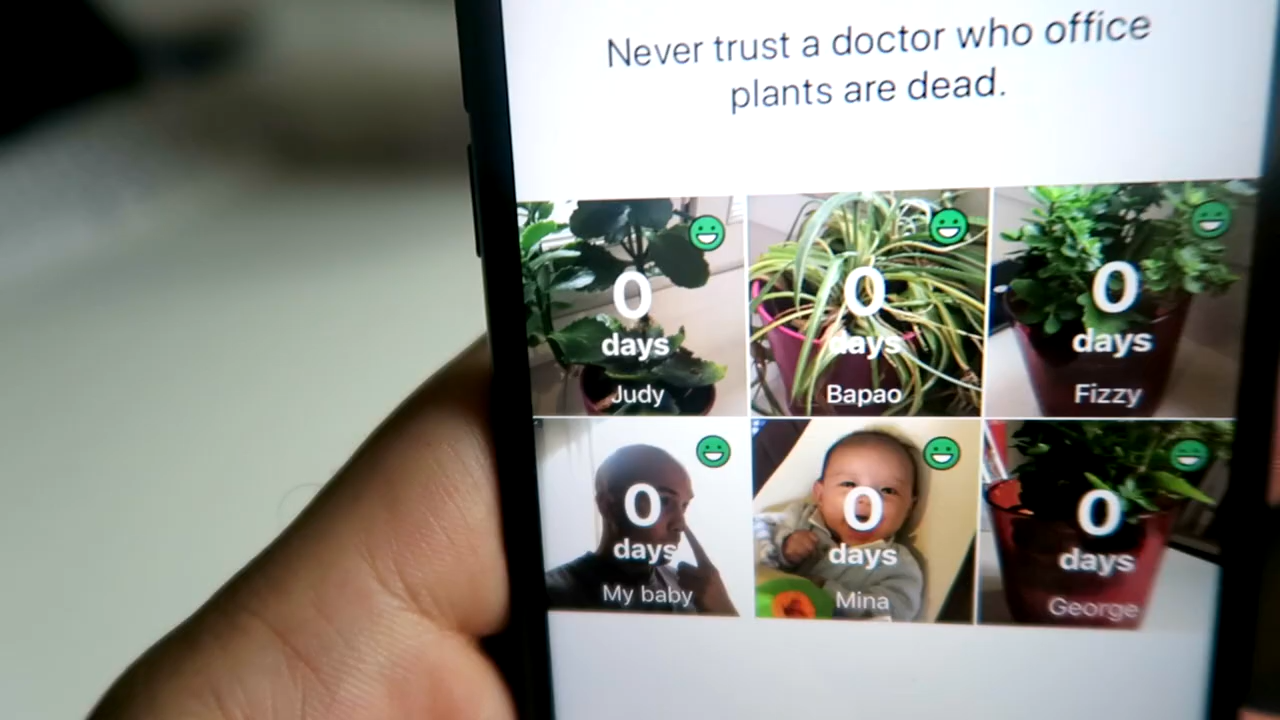 Never trust a doctor who office
plants are dead.
0
days
Judy
0
days
Bapao
0
days
Fizzy
0
days
My baby
0
days
Mina
0
days
George